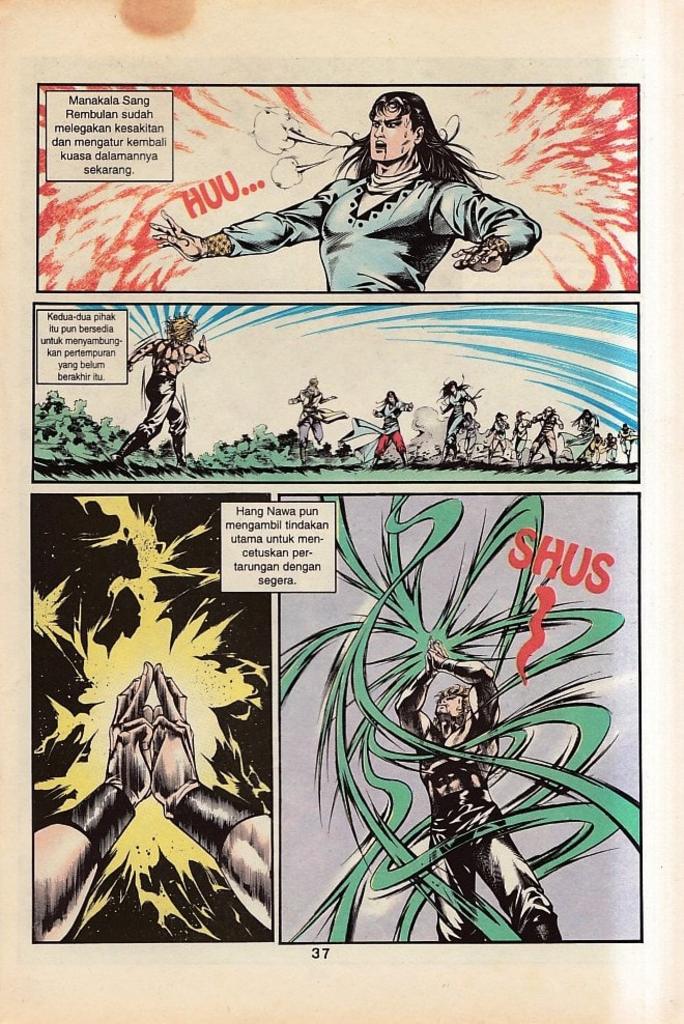 Manakala Sang
Rembulan sudah
melegakan kesakitan
dan mengatur kembali
kuasa dalamannya
sekarang.
HUU...
Kedua-dua pihak
itu pun bersedia
untuk menyambung-
kan pertempuran
yang belum
berakhir itu.
Hang Nawa pun
mengambil tindakan
utama untuk men-
cetuskan per-
tarungan dengan
segera.
SHUS
37